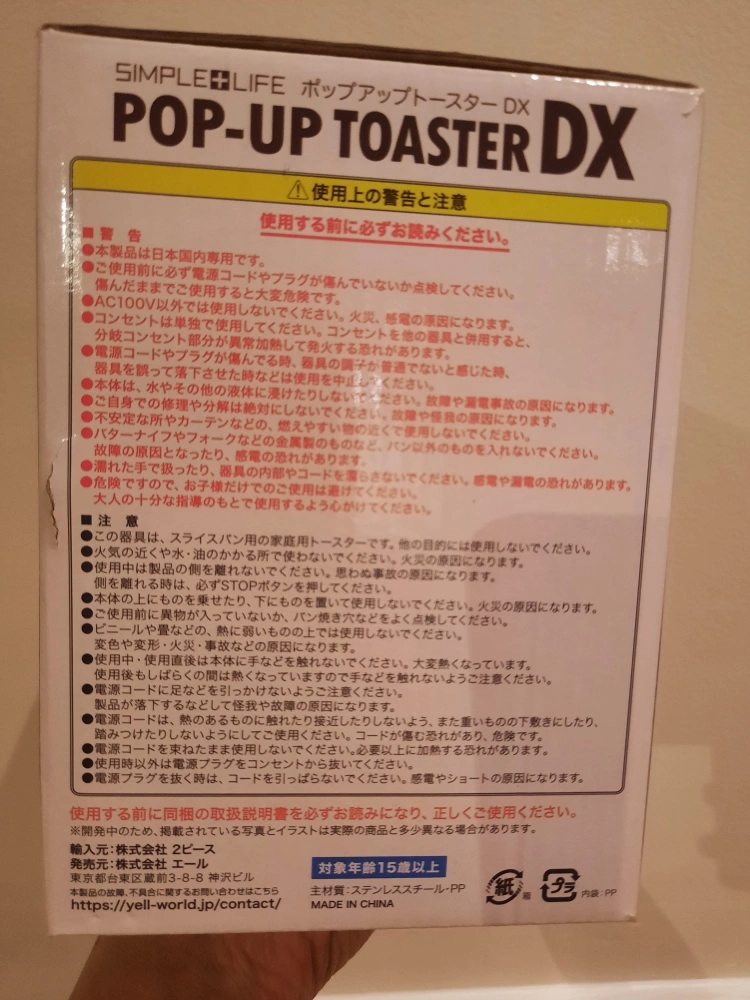 SIMPLE+LIFE ポップアップトースター DX
POP-UP TOASTER DX
⚠使用上の警告と注意
使用する前に必ずお読みください。
■警 告
●本製品は日本国内専用です。
●ご使用前に必ず電源コードやプラグが傷んでいないか点検してください。
傷んだままでご使用すると大変危険です。
●AC100V以外では使用しないでください。火災、感電の原因になります。
●コンセントは単独で使用してください。コンセントを他の器具と併用すると、
分岐コンセント部分が異常加熱して発火する恐れがあります。
●電源コードやプラグが傷んでる時、器具の調子が普通でないと感じた時、
器具を誤って落下させた時などは使用を中止してください。
●本体は、水やその他の液体に浸けたりしないでください。故障や漏電事故の原因になります。
●ご自身での修理や分解は絶対にしないでください。故障や怪我の原因になります。
●不安定な所やカーテンなどの、燃えやすい物の近くで使用しないでください。
●バターナイフやフォークなどの金属製のものなど、パン以外のものを入れないでください。
故障の原因となったり、感電の恐れがあります。
●濡れた手で扱ったり、器具の内部やコードを濡らさないでください。感電や漏電の恐れがあります。
●危険ですので、お子様だけでのご使用は避けてください。
大人の十分な指導のもとで使用するよう心がけてください。
■注 意
●この器具は、スライスパン用の家庭用トースターです。他の目的には使用しないでください。
●火気の近くや水・油のかかる所で使わないでください。火災の原因になります。
●使用中は製品の側を離れないでください。思わぬ事故の原因になります。
側を離れる時は、必ずSTOPボタンを押してください。
●本体の上にものを乗せたり、下にものを置いて使用しないでください。火災の原因になります。
●ご使用前に異物が入っていないか、パン焼き穴などをよく点検してください。
●ビニールや畳などの、熱に弱いものの上では使用しないでください。
変色や変形・火災・事故などの原因になります。
●使用中・使用直後は本体に手などを触れないでください。大変熱くなっています。
使用後もしばらくの間は熱くなっていますので手などを触れないようご注意ください。
●電源コードに足などを引っかけないようご注意ください。
製品が落下するなどして怪我や故障の原因になります。
●電源コードは、熱のあるものに触れたり接近したりしないよう、また重いものの下敷きにしたり、
踏みつけたりしないようにしてご使用ください。コードが傷む恐れがあり、危険です。
●電源コードを束ねたまま使用しないでください。必要以上に加熱する恐れがあります。
●使用時以外は電源プラグをコンセントから抜いてください。
●電源プラグを抜く時は、コードを引っぱらないでください。感電やショートの原因になります。
使用する前に同梱の取扱説明書を必ずお読みになり、正しくご使用ください。
※開発中のため、掲載されている写真とイラストは実際の商品と多少異なる場合があります。
輸入元:株式会社 2ピース
発売元:株式会社 エール
東京都台東区蔵前3-8-8 神沢ビル
本製品の故障、不具合に関するお問い合わせはこちら
https://yell-world.jp/contact/
対象年齢15歳以上
主材質:ステンレススチール・PP
MADE IN CHINA
紙 箱
プラ 内袋:PP